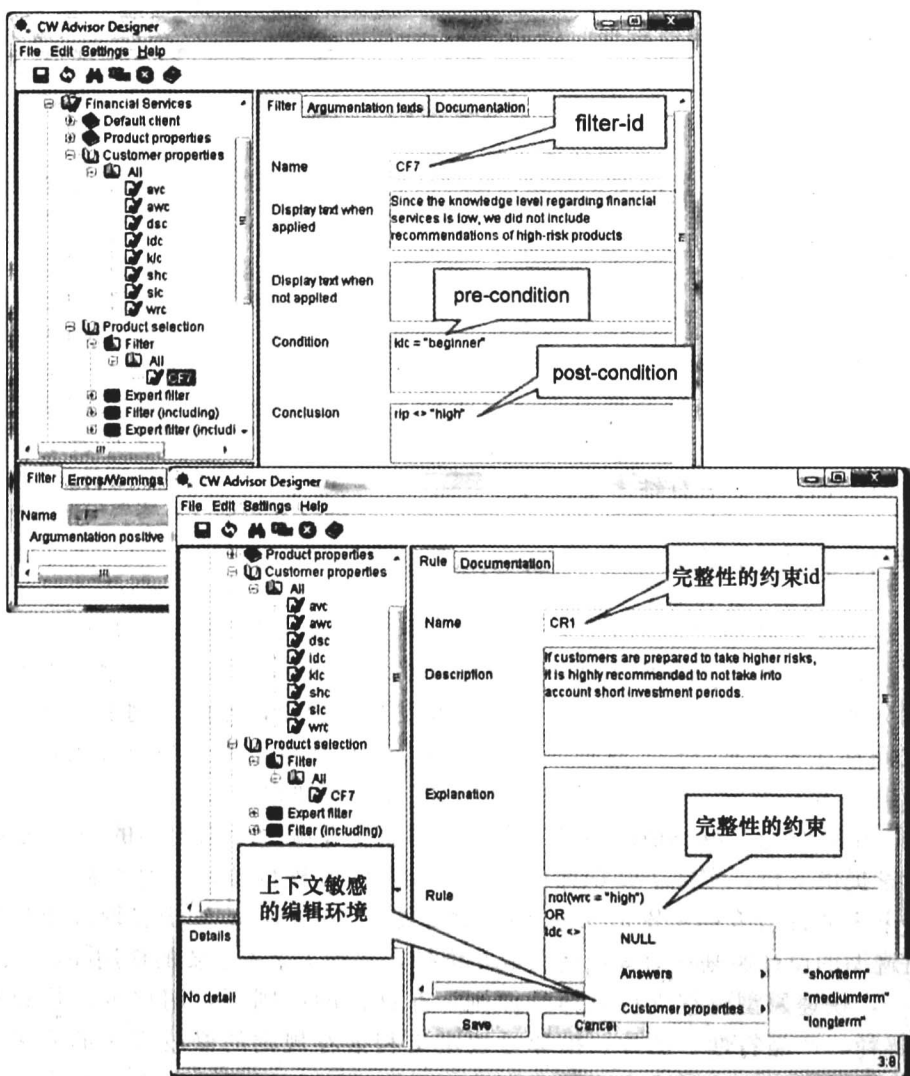 CW Advisor Designer
File Edit Settings Help
Financial Services
Default client
Product properties
Customer properties
All
avc
awc
dsc
idc
klc
shc
slc
wrc
Product selection
Filter
All
CF7
Expert filter
Filter (including)
Expert filter (includi
Filter Argumentation texts Documentation
filter-id
Name CF7
Display text when applied
Since the knowledge level regarding financial
services is low, we did not include
recommendations of high-risk products
Display text when not applied
pre-condition
Condition klc = "beginner"
post-condition
Conclusion rip <> "high"
Filter Errors/Warnings
Name
Argumentation positive
CW Advisor Designer
File Edit Settings Help
Product properties
Customer properties
All
avc
awc
dsc
idc
klc
shc
slc
wrc
Product selection
Filter
All
CF7
Expert filter
Filter (including)
上下文敏感
的编辑环境
Details
No detail
Rule Documentation
完整性的约束id
Name CR1
Description
If customers are prepared to take higher risks,
it is highly recommended to not take into
account short investment periods.
Explanation
完整性的约束
Rule
not(wrc = "high")
OR
idc <>
NULL
Answers
Customer properties
"shortterm"
"mediumterm"
"longterm"
Save Cancel
3:8